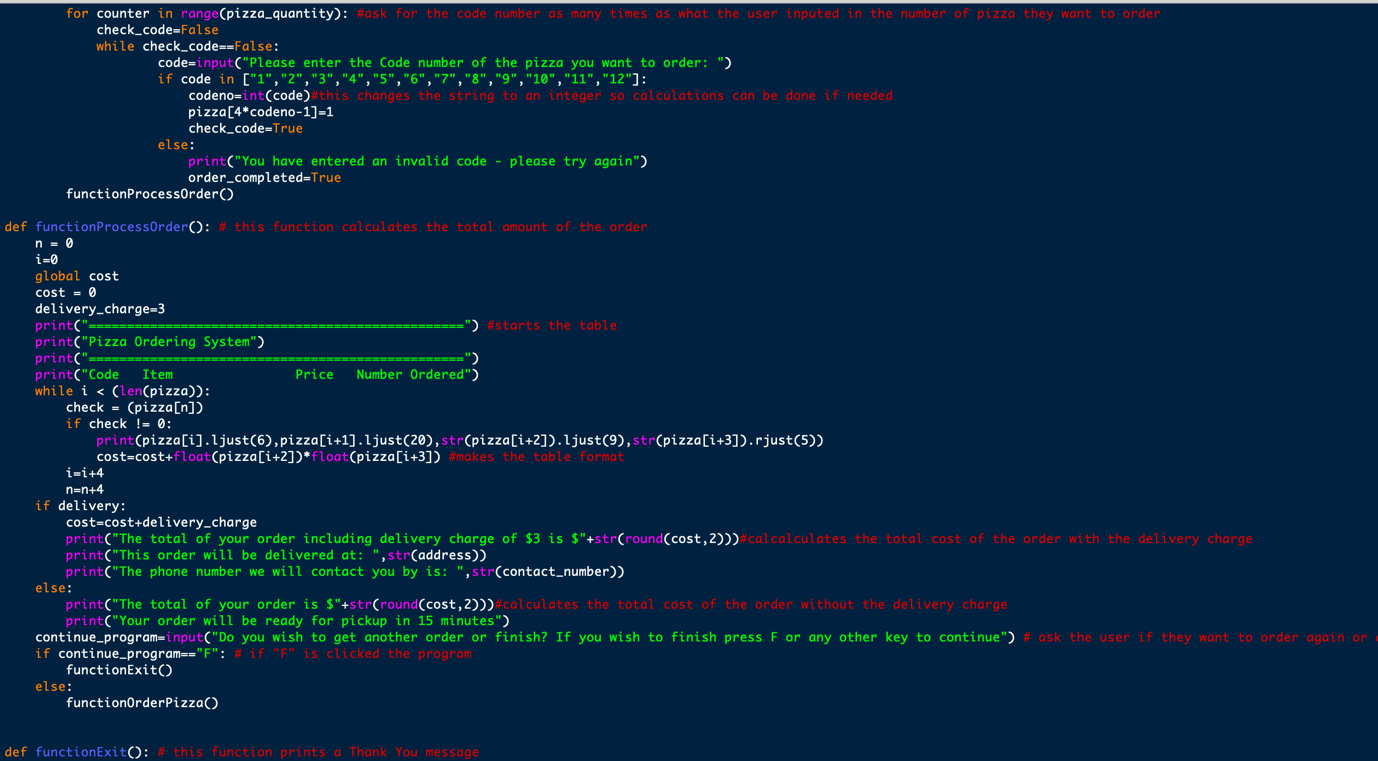 for counter in range(pizza_quantity): #ask for the code number as many times as what the user inputed in the number of pizza they want to order
check_code=False
while check_code==False:
code=input("Please enter the Code number of the pizza you want to order: ")
if code in ["1","2","3","4","5","6","7","8","9","10","11","12"]:
codeno=int(code)#this changes the string to an integer so calculations can be done if needed
pizza[4*codeno-1]=1
check_code=True
else:
print("You have entered an invalid code - please try again")
order_completed=True
functionProcessOrder()
def functionProcessOrder(): # this function calculates the total amount of the order
n = 0
i=0
global cost
cost = 0
delivery_charge=3
print("=================================================") #starts the table
print("Pizza Ordering System")
print("=================================================")
print("Code   Item                Price   Number Ordered")
while i < (len(pizza)):
check = (pizza[n])
if check != 0:
print(pizza[i].ljust(6),pizza[i+1].ljust(20),str(pizza[i+2]).ljust(9),str(pizza[i+3]).rjust(5))
cost=cost+float(pizza[i+2])*float(pizza[i+3]) #makes the table format
i=i+4
n=n+4
if delivery:
cost=cost+delivery_charge
print("The total of your order including delivery charge of $3 is $"+str(round(cost,2)))#calcalculates the total cost of the order with the delivery charge
print("This order will be delivered at: ",str(address))
print("The phone number we will contact you by is: ",str(contact_number))
else:
print("The total of your order is $"+str(round(cost,2)))#calculates the total cost of the order without the delivery charge
print("Your order will be ready for pickup in 15 minutes")
continue_program=input("Do you wish to get another order or finish? If you wish to finish press F or any other key to continue") # ask the user if they want to order again or
if continue_program=="F": # if "F" is clicked the program
functionExit()
else:
functionOrderPizza()
def functionExit(): # this function prints a Thank You message